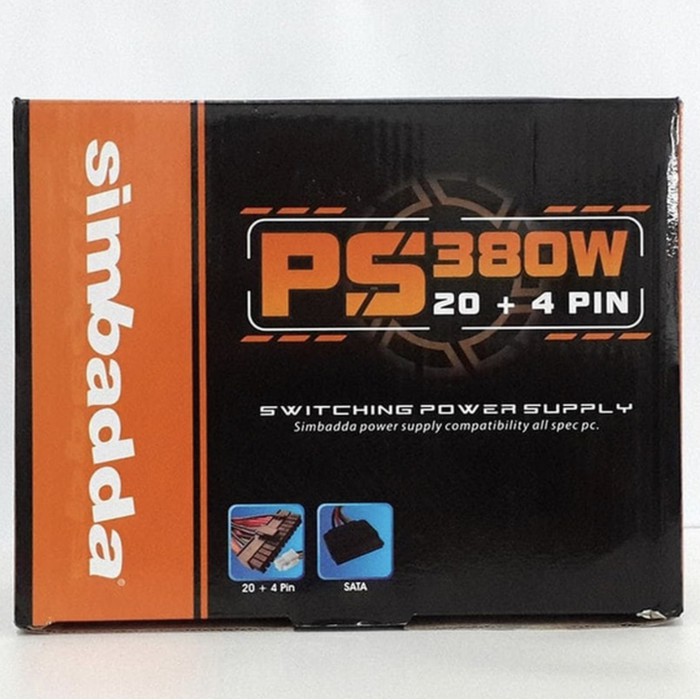 simbadda®
PS 380W
20 + 4 PIN
SWITCHING POWER SUPPLY
Simbadda power supply compatibility all spec pc.
20 + 4 Pin
SATA